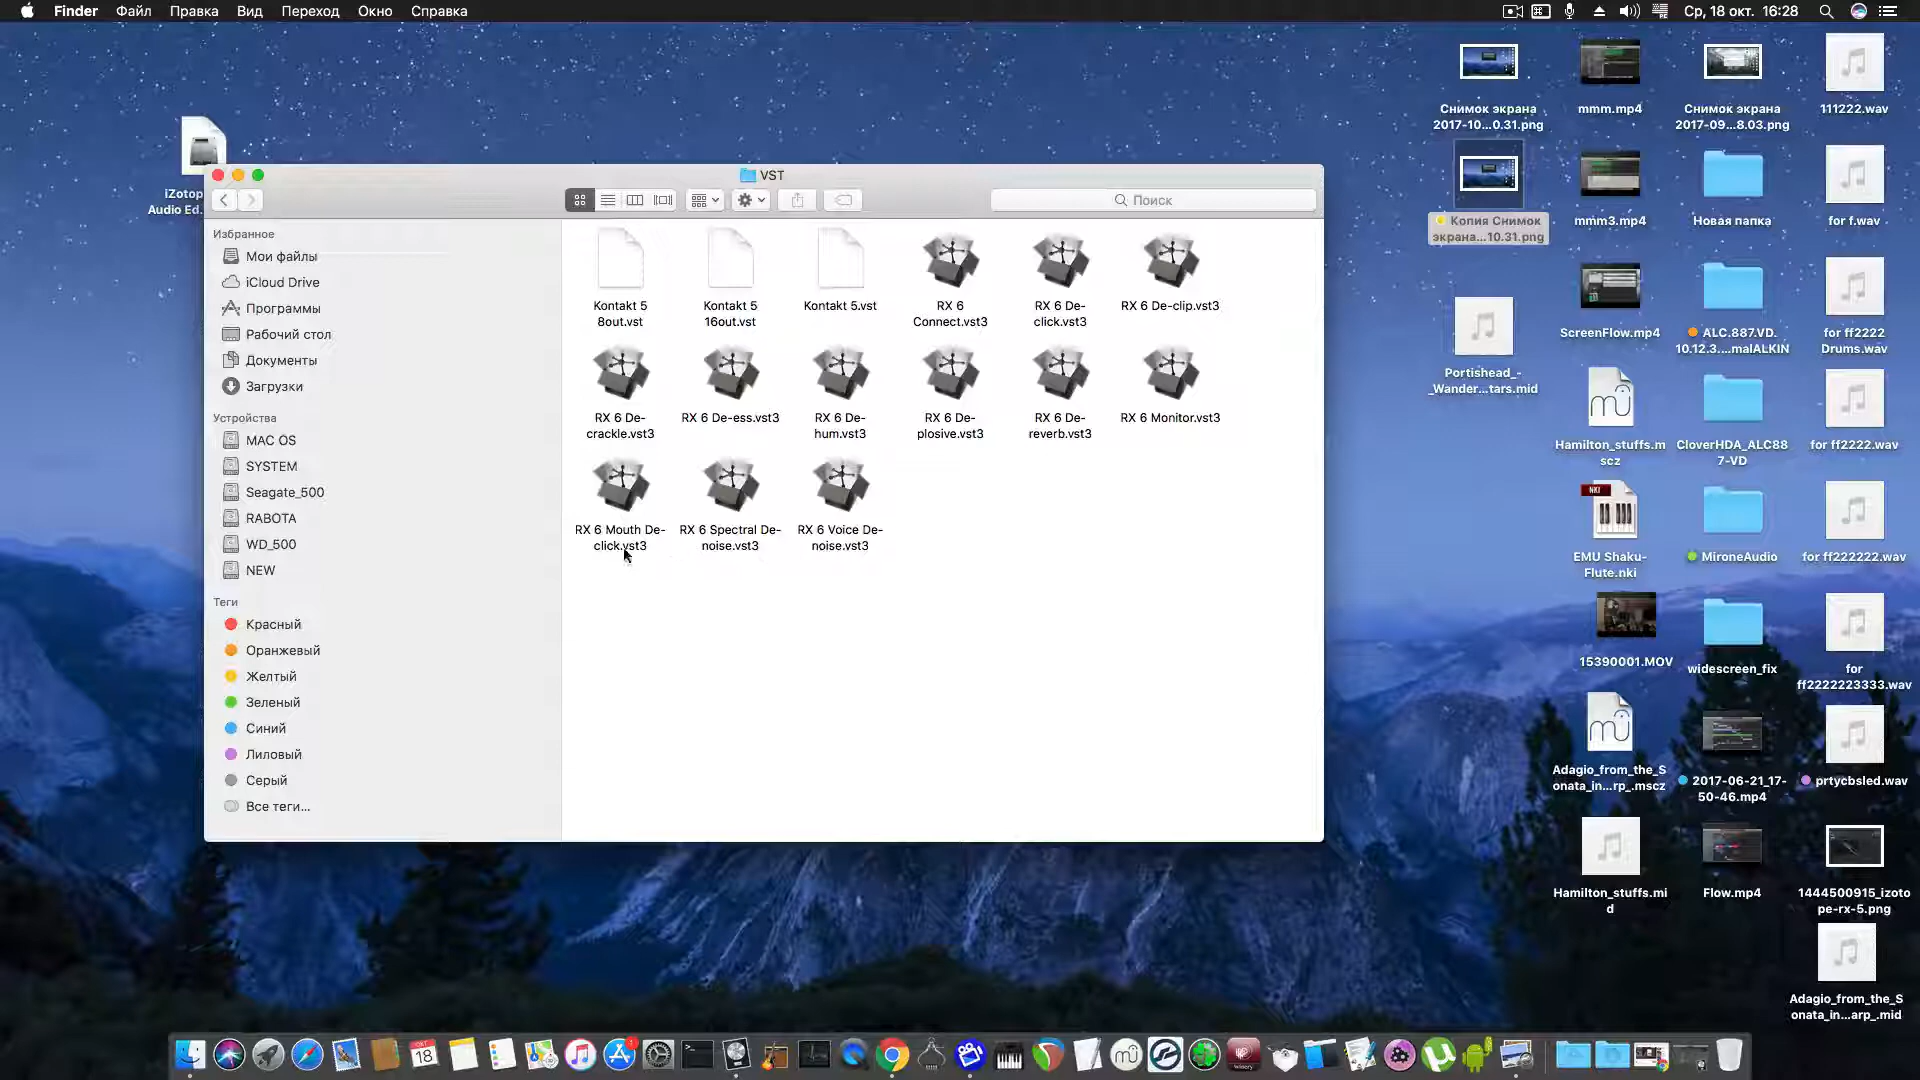 Finder Файл Правка Вид Переход Окно Справка
Ср, 18 окт. 16:28
iZotop
Audio Ed.
VST
Поиск
Избранное
Мои файлы
iCloud Drive
Программы
Рабочий стол
Документы
Загрузки
Устройства
MAC OS
SYSTEM
Seagate_500
RABOTA
WD_500
NEW
Теги
Красный
Оранжевый
Желтый
Зеленый
Синий
Лиловый
Серый
Все теги...
Kontakt 5
8out.vst
Kontakt 5
16out.vst
Kontakt 5.vst
RX 6
Connect.vst3
RX 6 De-
click.vst3
RX 6 De-clip.vst3
RX 6 De-
crackle.vst3
RX 6 De-ess.vst3
RX 6 De-
hum.vst3
RX 6 De-
plosive.vst3
RX 6 De-
reverb.vst3
RX 6 Monitor.vst3
RX 6 Mouth De-
click.vst3
RX 6 Spectral De-
noise.vst3
RX 6 Voice De-
noise.vst3
Снимок экрана
2017-10...0.31.png
mmm.mp4
Снимок экрана
2017-09...8.03.png
111222.wav
Копия Снимок
экрана...10.31.png
mmm3.mp4
Новая папка
for f.wav
Portishead_-
_Wander...tars.mid
ScreenFlow.mp4
ALC.887.VD.
10.12.3....malALKIN
for ff2222
Drums.wav
Hamilton_stuffs.m
scz
CloverHDA_ALC88
7-VD
for ff2222.wav
NKI
EMU Shaku-
Flute.nki
MironeAudio
for ff222222.wav
15390001.MOV
widescreen_fix
for
ff2222223333.wav
Adagio_from_the_S
onata_in...rp_.mscz
2017-06-21_17-
50-46.mp4
prtycbsled.wav
Hamilton_stuffs.mi
d
Flow.mp4
1444500915_izoto
pe-rx-5.png
Adagio_from_the_S
onata_in...arp_.mid
18